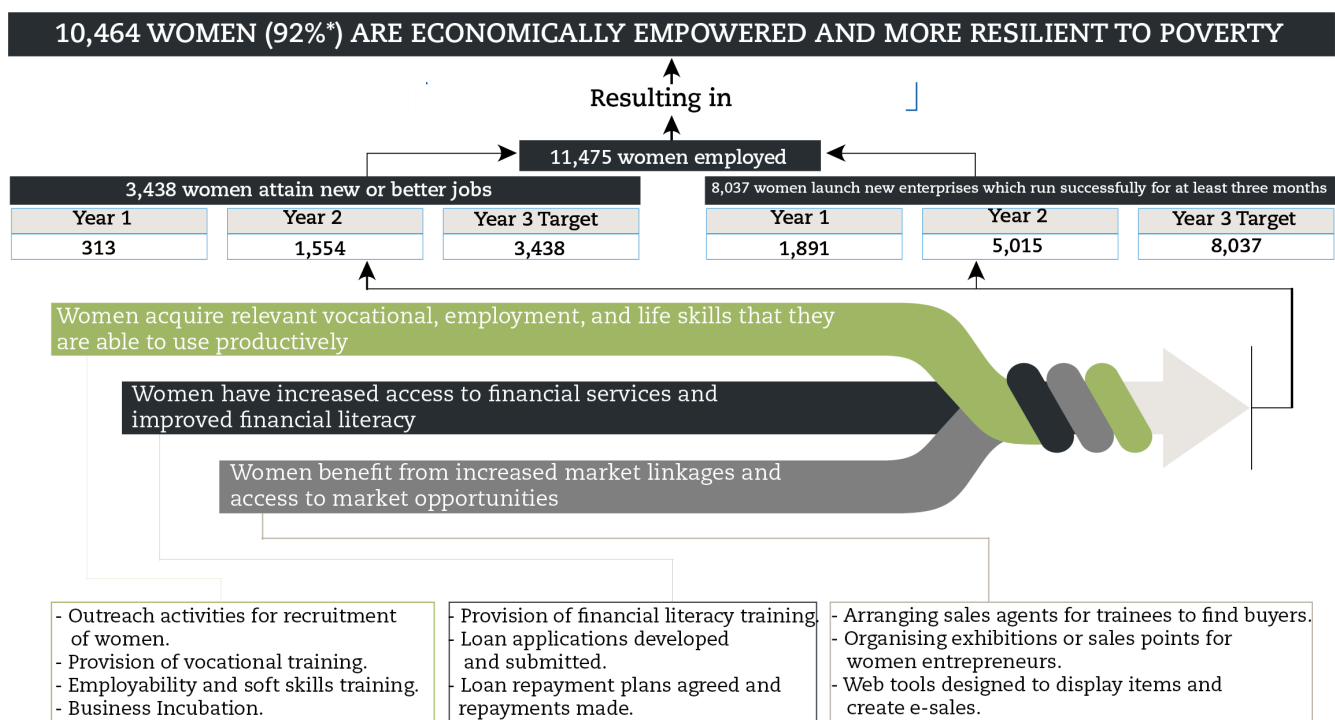 10,464 WOMEN (92%*) ARE ECONOMICALLY EMPOWERED AND MORE RESILIENT TO POVERTY
Resulting in
11,475 women employed
3,438 women attain new or better jobs
Year 1
Year 2
Year 3 Target
313
1,554
3,438
8,037 women launch new enterprises which run successfully for at least three months
Year 1
Year 2
Year 3 Target
1,891
5,015
8,037
Women acquire relevant vocational, employment, and life skills that they
are able to use productively
Women have increased access to financial services and
improved financial literacy
Women benefit from increased market linkages and
access to market opportunities
- Outreach activities for recruitment
of women.
- Provision of vocational training.
- Employability and soft skills training.
- Business Incubation.
- Provision of financial literacy training.
- Loan applications developed
and submitted.
- Loan repayment plans agreed and
repayments made.
- Arranging sales agents for trainees to find buyers.
- Organising exhibitions or sales points for
women entrepreneurs.
- Web tools designed to display items and
create e-sales.